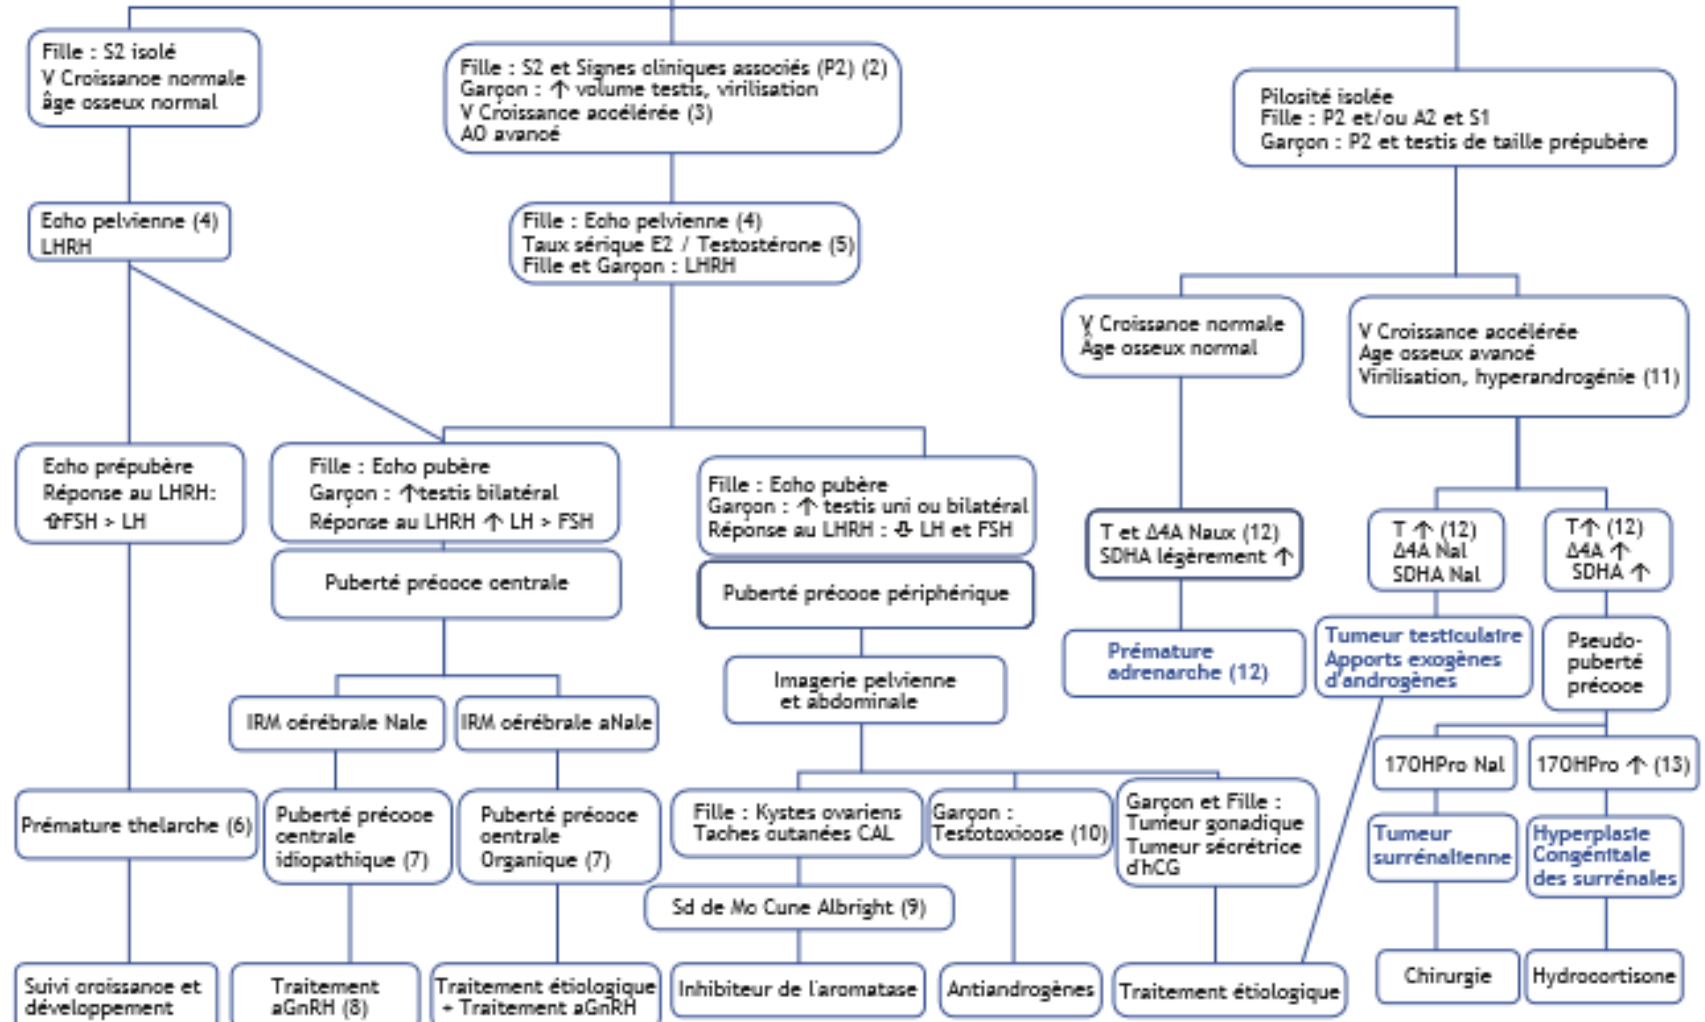 Fille : S2 isolé
V Croissance normale
âge osseux normal
Fille : S2 et Signes cliniques associés (P2) (2)
Garçon : ↑ volume testis, virilisation
V Croissance accélérée (3)
AO avancé
Pilosité isolée
Fille : P2 et/ou A2 et S1
Garçon : P2 et testis de taille prépubère
Echo pelvienne (4)
LHRH
Fille : Echo pelvienne (4)
Taux sérique E2 / Testostérone (5)
Fille et Garçon : LHRH
V Croissance normale
Âge osseux normal
V Croissance accélérée
Age osseux avancé
Virilisation, hyperandrogénie (11)
Echo prépubère
Réponse au LHRH:
⇧FSH > LH
Fille : Echo pubère
Garçon : ↑testis bilatéral
Réponse au LHRH ↑ LH > FSH
Puberté précoce centrale
Fille : Echo pubère
Garçon : ↑ testis uni ou bilatéral
Réponse au LHRH : ⇩ LH et FSH
Puberté précoce périphérique
T et Δ4A Naux (12)
SDHA légèrement ↑
T ↑ (12)
Δ4A Nal
SDHA Nal
T↑ (12)
Δ4A ↑
SDHA ↑
Prémature
adrenarche (12)
Tumeur testiculaire
Apports exogènes
d'androgènes
Pseudo-
puberté
précoce
Imagerie pelvienne
et abdominale
IRM cérébrale Nale
IRM cérébrale aNale
17OHPro Nal
17OHPro ↑ (13)
Prémature thelarche (6)
Puberté précoce
centrale
idiopathique (7)
Puberté précoce
centrale
Organique (7)
Fille : Kystes ovariens
Taches cutanées CAL
Garçon :
Testotoxicose (10)
Garçon et Fille :
Tumeur gonadique
Tumeur sécrétrice
d'hCG
Tumeur
surrénalienne
Hyperplasie
Congénitale
des surrénales
Sd de Mc Cune Albright (9)
Suivi croissance et
développement
Traitement
aGnRH (8)
Traitement étiologique
+ Traitement aGnRH
Inhibiteur de l'aromatase
Antiandrogènes
Traitement étiologique
Chirurgie
Hydrocortisone